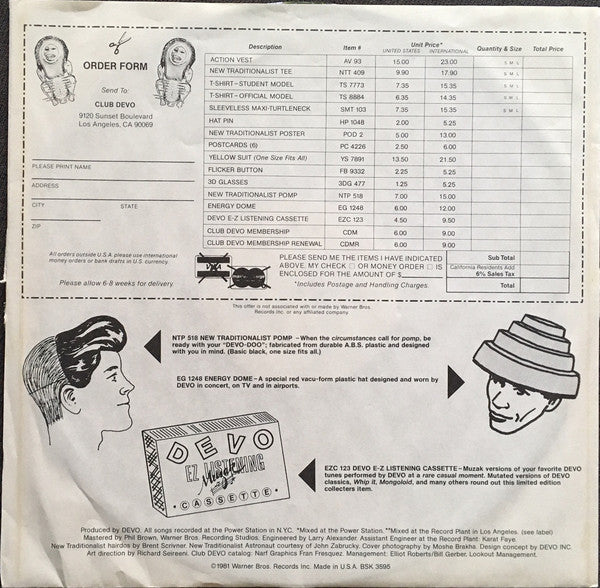 ORDER FORM
Send To:
CLUB DEVO
9120 Sunset Boulevard
Los Angeles, CA 90069
PLEASE PRINT NAME
ADDRESS
CITY STATE
ZIP
All orders outside U.S.A. please use international
money orders or bank drafts in U.S. currency.
Please allow 6-8 weeks for delivery.
Description Item # Unit Price* Quantity & Size Total Price
UNITED STATES INTERNATIONAL
ACTION VEST AV 93 15.00 23.00 S M L
NEW TRADITIONALIST TEE NTT 409 9.90 17.90 S M L
T-SHIRT–STUDENT MODEL TS 7773 7.35 15.35 S M L
T-SHIRT–OFFICIAL MODEL TS 8884 6.35 14.35 S M L
SLEEVELESS MAXI-TURTLENECK SMT 103 7.35 15.35 S M L
HAT PIN HP 1048 2.00 5.25
NEW TRADITIONALIST POSTER POD 2 5.00 13.00
POSTCARDS (6) PC 4226 2.50 6.00
YELLOW SUIT (One Size Fits All) YS 7891 13.50 21.50
FLICKER BUTTON FB 9332 2.25 5.25
3D GLASSES 3DG 477 1.25 5.25
NEW TRADITIONALIST POMP NTP 518 7.00 15.00
ENERGY DOME EG 1248 6.00 12.00
DEVO E-Z LISTENING CASSETTE EZC 123 4.50 9.50
CLUB DEVO MEMBERSHIP CDM 6.00 9.00
CLUB DEVO MEMBERSHIP RENEWAL CDMR 6.00 9.00
VISA
PLEASE SEND ME THE ITEMS I HAVE INDICATED
ABOVE. MY CHECK □ OR MONEY ORDER □ IS
ENCLOSED FOR THE AMOUNT OF $
*Includes Postage and Handling Charges.
Sub Total
California Residents Add
6% Sales Tax
Total
This offer is not associated with or made by Warner Bros.
Records Inc. or any affiliated company.
NTP 518 NEW TRADITIONALIST POMP – When the circumstances call for pomp, be
ready with your "DEVO-DOO"; fabricated from durable A.B.S. plastic and designed
with you in mind. (Basic black, one size fits all.)
EG 1248 ENERGY DOME – A special red vacu-form plastic hat designed and worn by
DEVO in concert, on TV and in airports.
DEVO
EZ LISTENING
Muzak
• CASSETTE •
EZC 123 DEVO E-Z LISTENING CASSETTE – Muzak versions of your favorite DEVO
tunes performed by DEVO at a rare casual moment. Mutated versions of DEVO
classics, Whip it, Mongoloid, and many others round out this limited edition
collecters item.
Produced by DEVO. All songs recorded at the Power Station in N.Y.C. *Mixed at the Power Station. **Mixed at the Record Plant in Los Angeles. (see label)
Mastered by Phil Brown, Warner Bros. Recording Studios. Engineered by Larry Alexander. Assistant Engineer at the Record Plant: Karat Faye.
New Traditionalist hairdos by Brent Scrivner. New Traditionalist Astronaut courtesy of John Zabrucky. Cover photography by Moshe Brakha. Design concept by DEVO INC.
Art direction by Richard Seireeni. Club DEVO catalog: Narf Graphics Fran Fresquez. Management: Elliot Roberts/Bill Gerber. Lookout Management.
©1981 Warner Bros. Records Inc. Made in U.S.A. BSK 3595